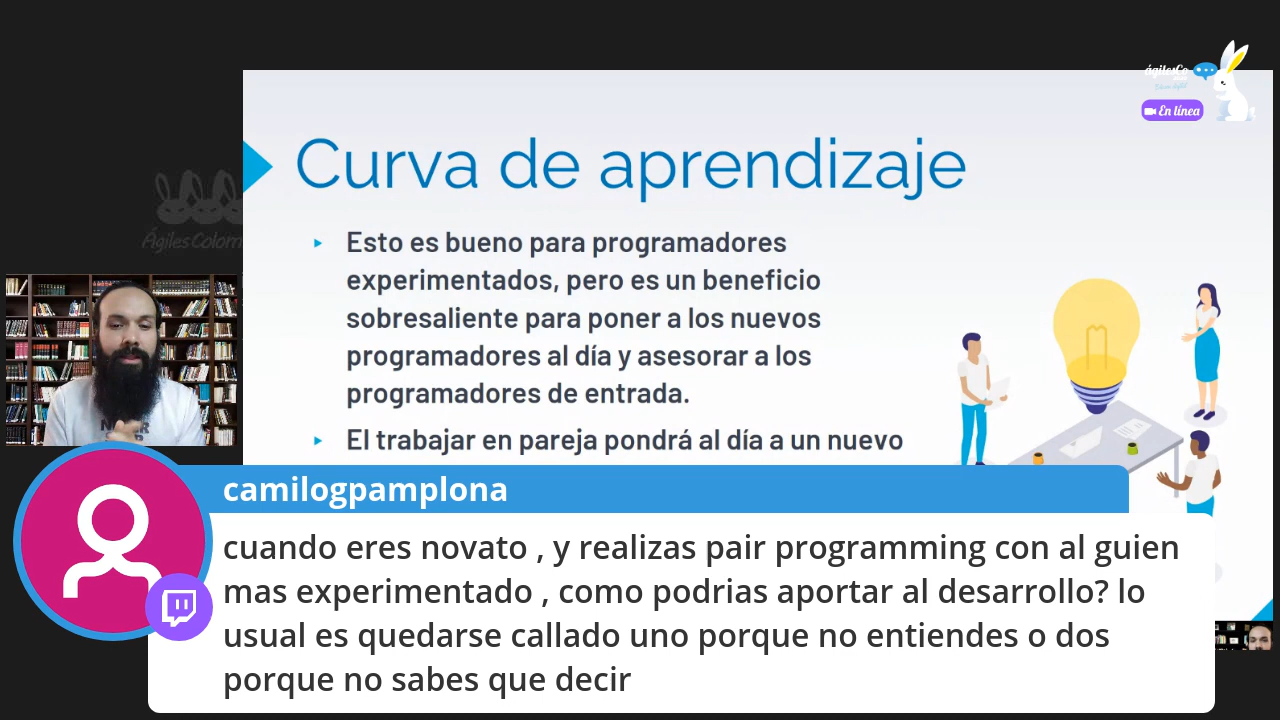 ágilesCo
En línea
Curva de aprendizaje
Esto es bueno para programadores
experimentados, pero es un beneficio
sobresaliente para poner a los nuevos
programadores al día y asesorar a los
programadores de entrada.
El trabajar en pareja pondrá al día a un nuevo
ÁgilesColom
camilogpamplona
cuando eres novato , y realizas pair programming con al guien
mas experimentado , como podrias aportar al desarrollo? lo
usual es quedarse callado uno porque no entiendes o dos
porque no sabes que decir